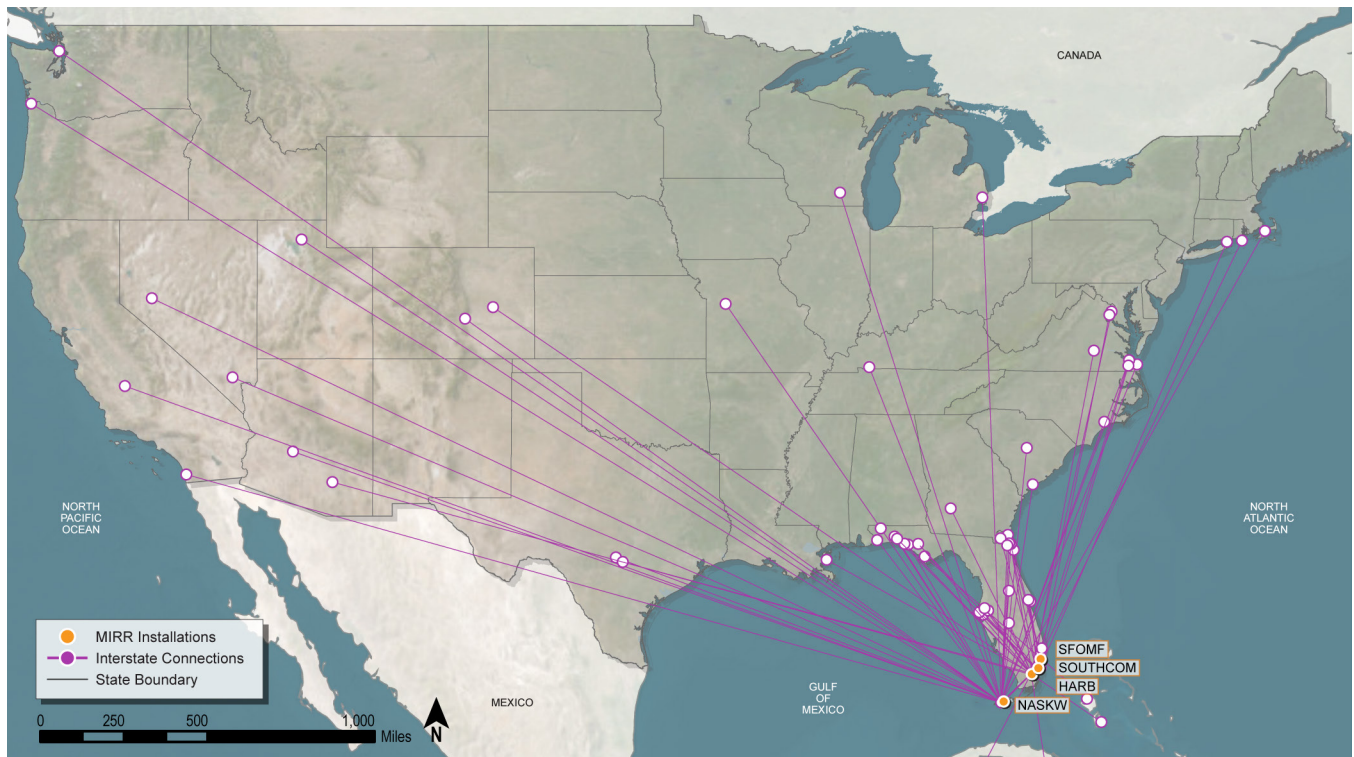 CANADA
NORTH
PACIFIC
OCEAN
NORTH
ATLANTIC
OCEAN
MIRR Installations
Interstate Connections
State Boundary
0 250 500 1,000
Miles
N
MEXICO
GULF
OF
MEXICO
SFOMF
SOUTHCOM
HARB
NASKW